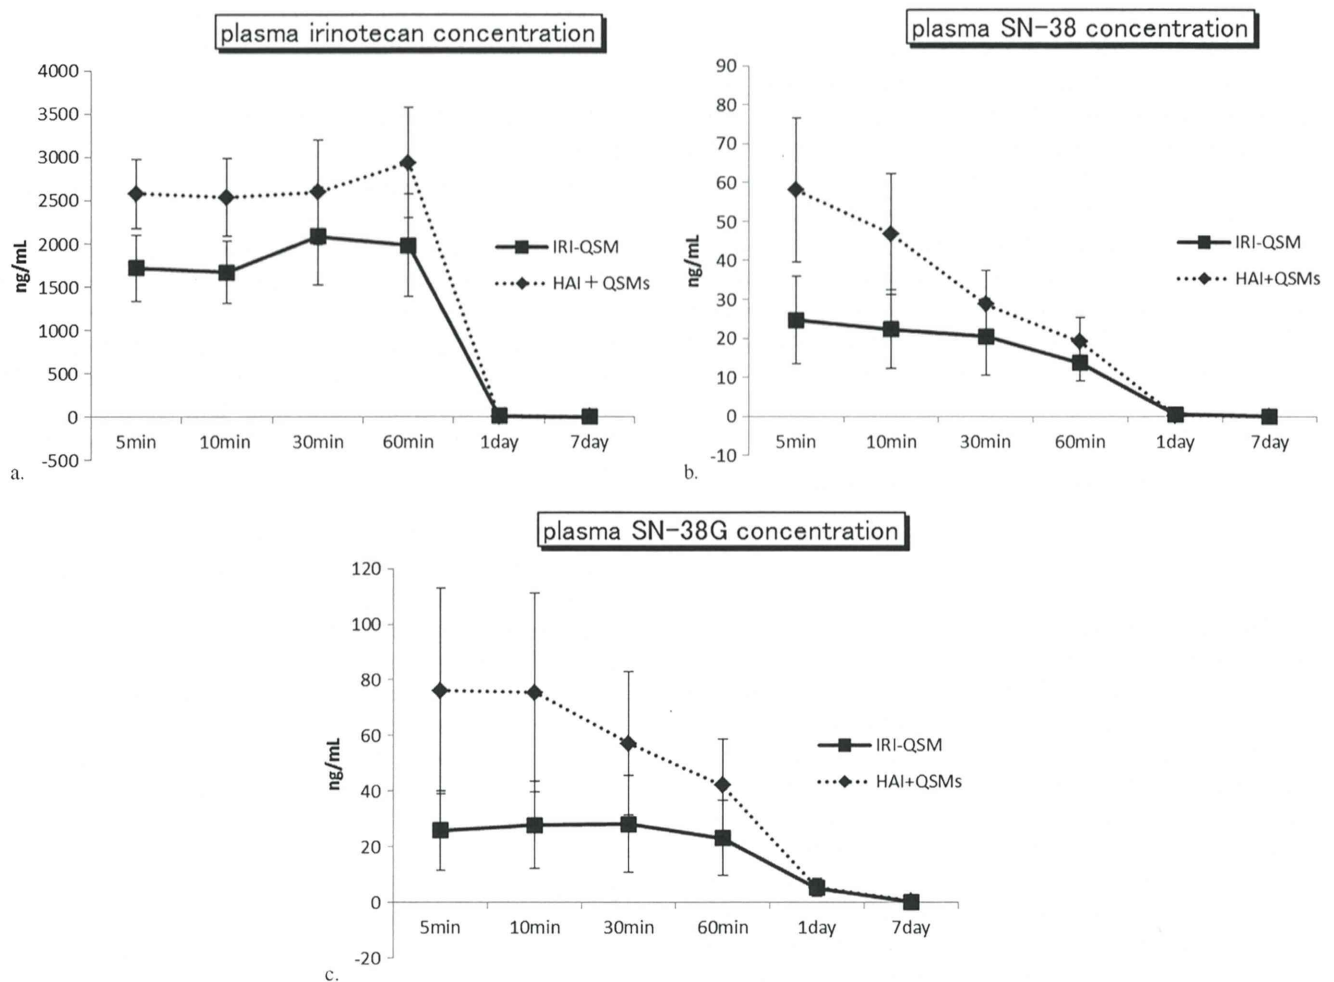 plasma irinotecan concentration
4000
3500
3000
2500
2000
1500
1000
500
0
-500
ng/mL
5min 10min 30min 60min 1day 7day
IRI-QSM
HAI+QSMs
a.
plasma SN-38 concentration
90
80
70
60
50
40
30
20
10
0
-10
ng/mL
5min 10min 30min 60min 1day 7day
IRI-QSM
HAI+QSMs
b.
plasma SN-38G concentration
120
100
80
60
40
20
0
-20
ng/mL
5min 10min 30min 60min 1day 7day
IRI-QSM
HAI+QSMs
c.